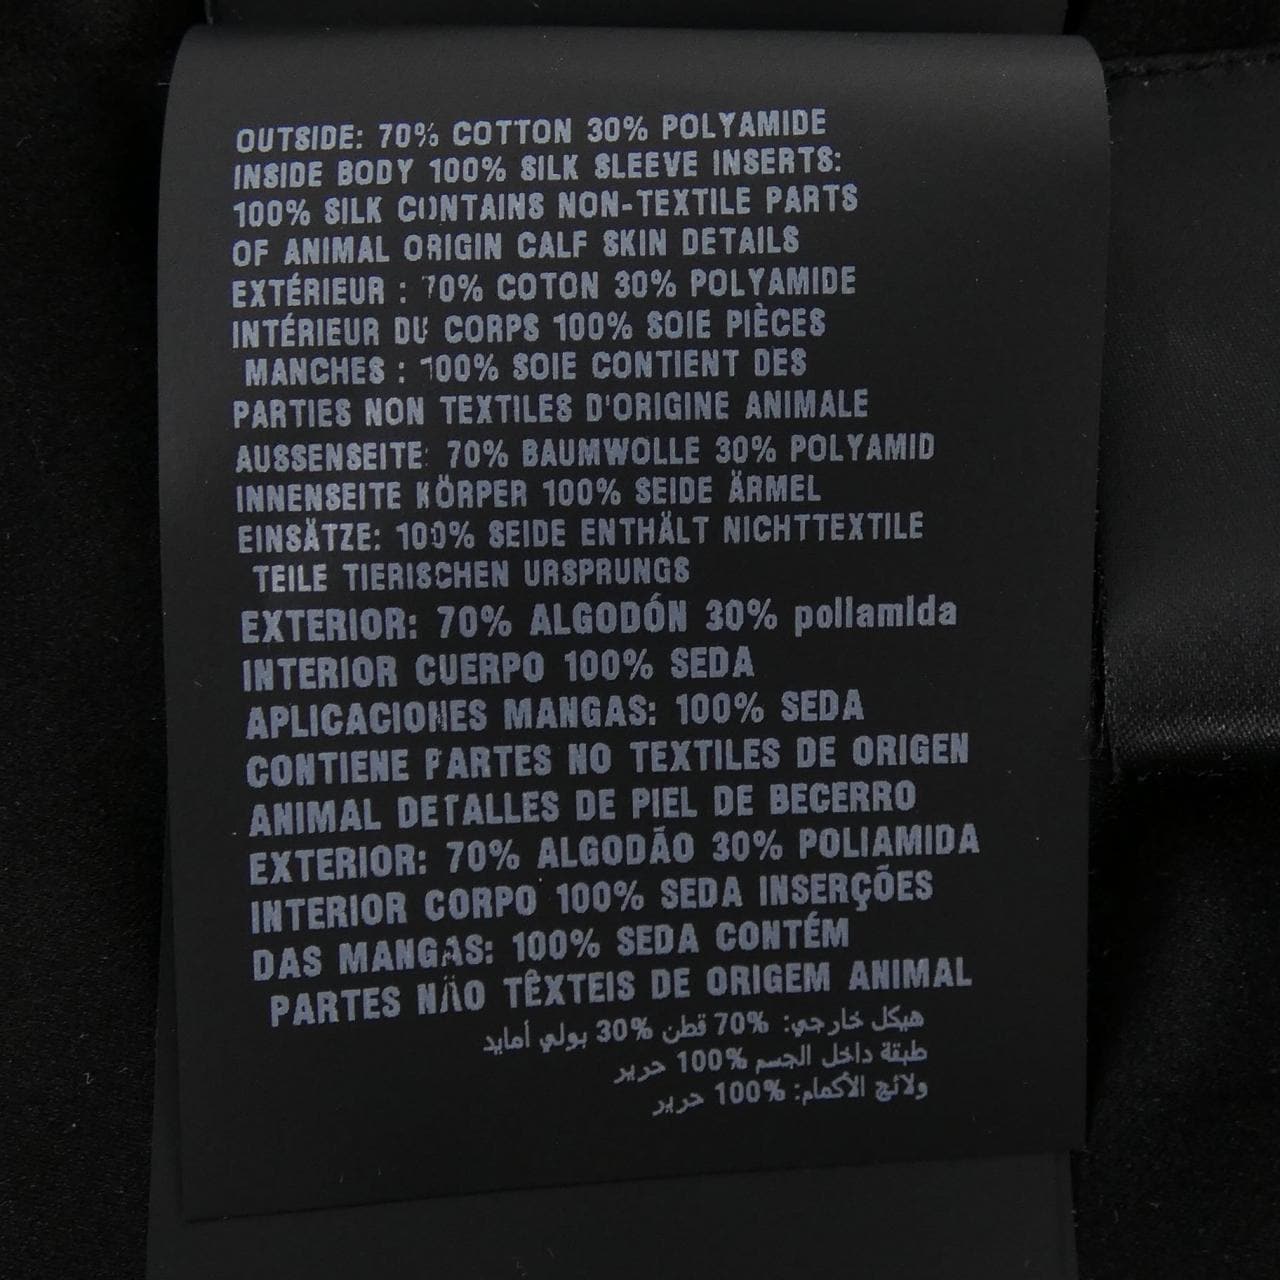 OUTSIDE: 70% COTTON 30% POLYAMIDE
INSIDE BODY 100% SILK SLEEVE INSERTS:
100% SILK CONTAINS NON-TEXTILE PARTS
OF ANIMAL ORIGIN CALF SKIN DETAILS
EXTÉRIEUR : 70% COTON 30% POLYAMIDE
INTÉRIEUR DU CORPS 100% SOIE PIÈCES
MANCHES : 100% SOIE CONTIENT DES
PARTIES NON TEXTILES D'ORIGINE ANIMALE
AUSSENSEITE: 70% BAUMWOLLE 30% POLYAMID
INNENSEITE KÖRPER 100% SEIDE ÄRMEL
EINSÄTZE: 100% SEIDE ENTHÄLT NICHTTEXTILE
TEILE TIERISCHEN URSPRUNGS
EXTERIOR: 70% ALGODÓN 30% poliamida
INTERIOR CUERPO 100% SEDA
APLICACIONES MANGAS: 100% SEDA
CONTIENE PARTES NO TEXTILES DE ORIGEN
ANIMAL DETALLES DE PIEL DE BECERRO
EXTERIOR: 70% ALGODÃO 30% POLIAMIDA
INTERIOR CORPO 100% SEDA INSERÇÕES
DAS MANGAS: 100% SEDA CONTÉM
PARTES NÃO TÊXTEIS DE ORIGEM ANIMAL
هيكل خارجي: 70% قطن 30% بولي أمايد
طبقة داخل الجسم 100% حرير
ولائج الأكمام: 100% حرير